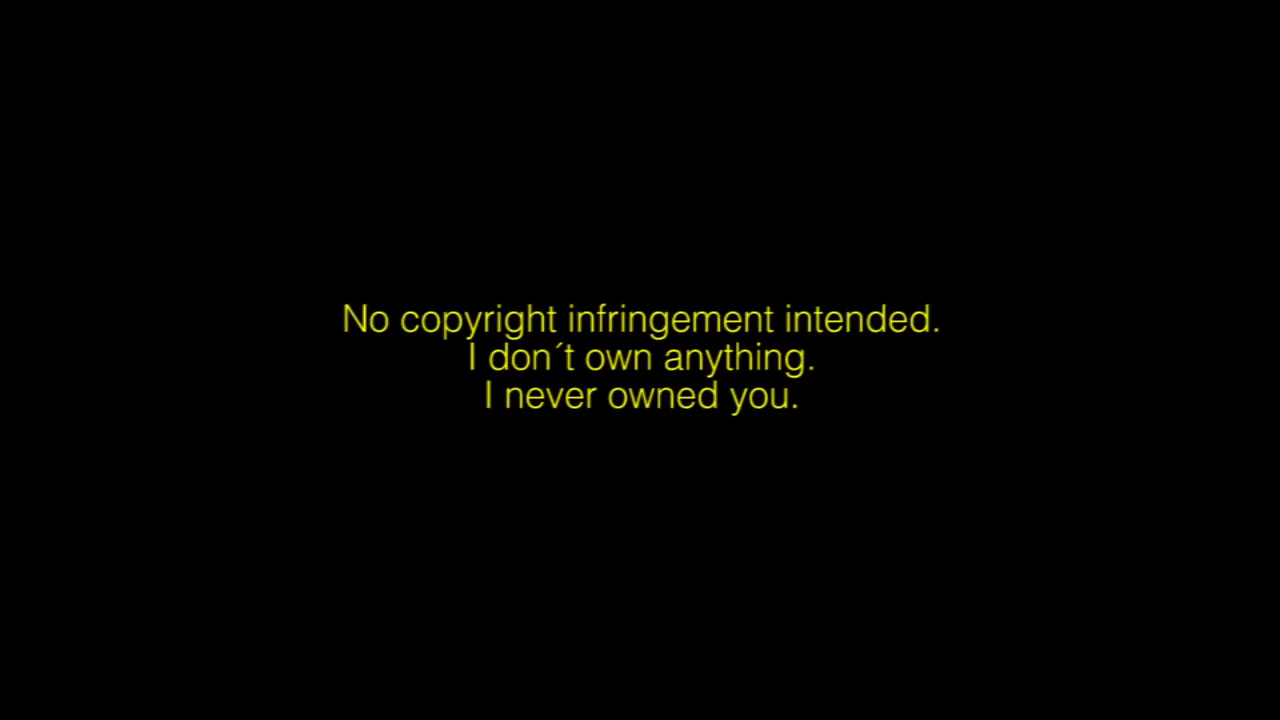 No copyright infringement intended.
I don´t own anything.
I never owned you.